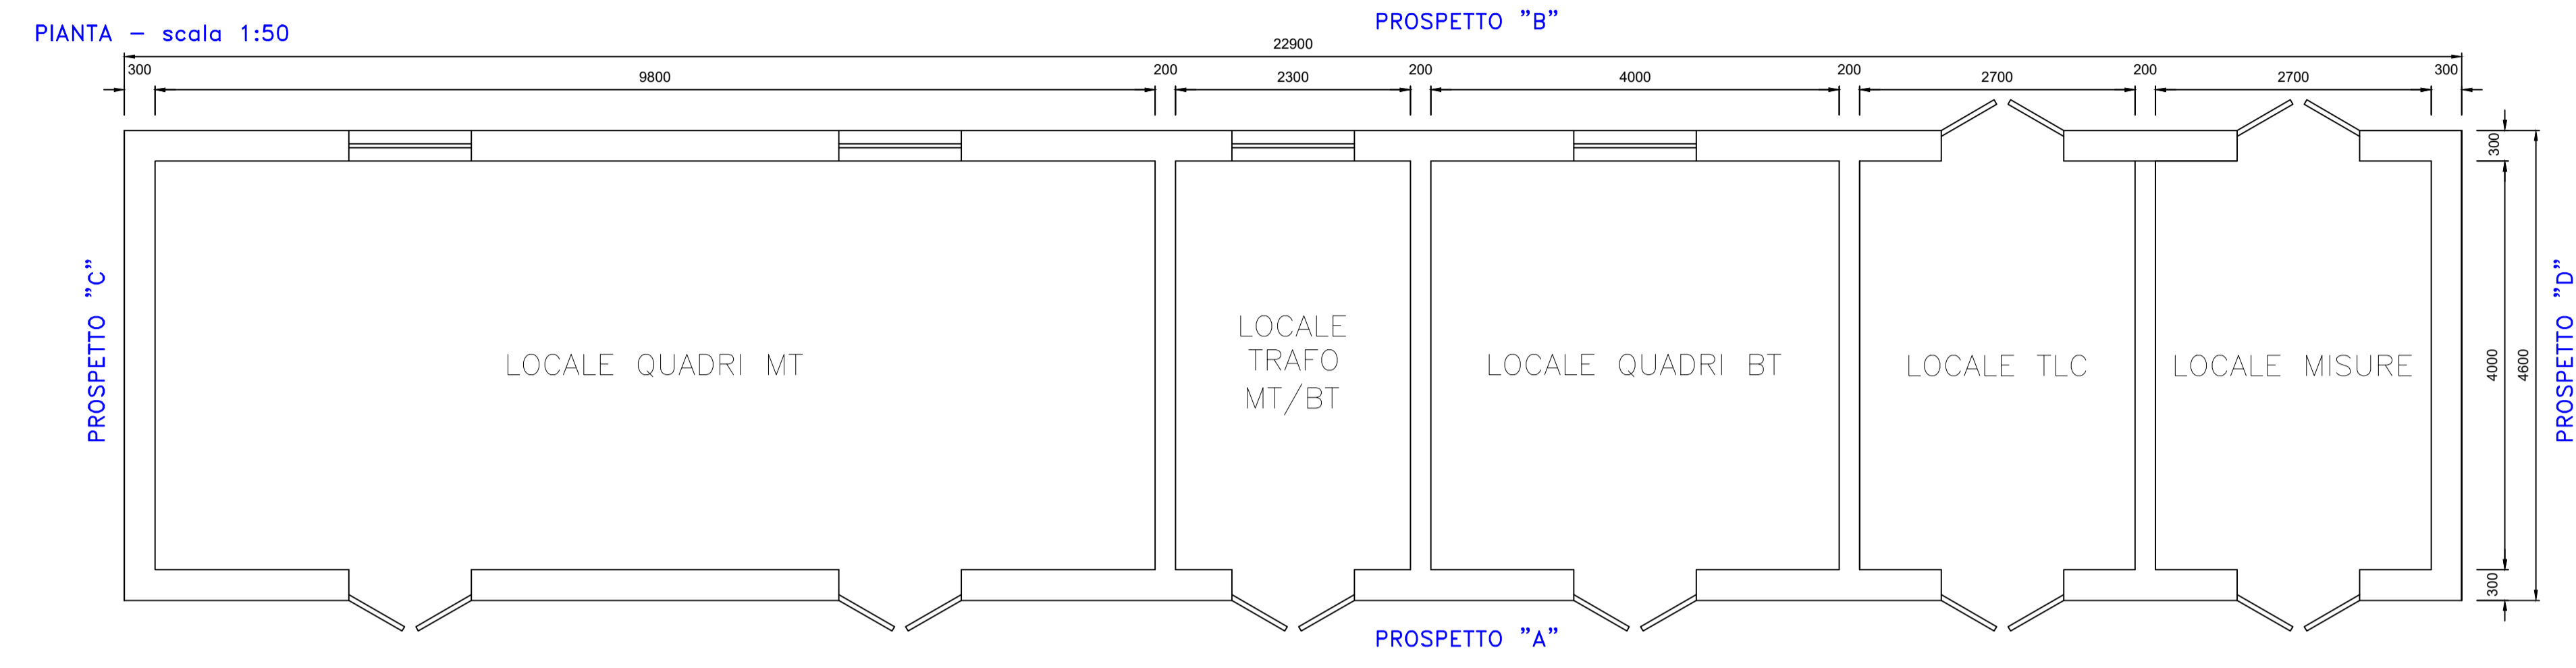 PROSPETTO "B"
PIANTA - scala 1:50
22900
300
9800
200
2300
200
4000
200
2700
200
2700
300
300
PROSPETTO "C"
LOCALE QUADRI MT
LOCALE
TRAFO
MT/BT
LOCALE QUADRI BT
LOCALE TLC
LOCALE MISURE
4000
4600
PROSPETTO "D"
300
PROSPETTO "A"